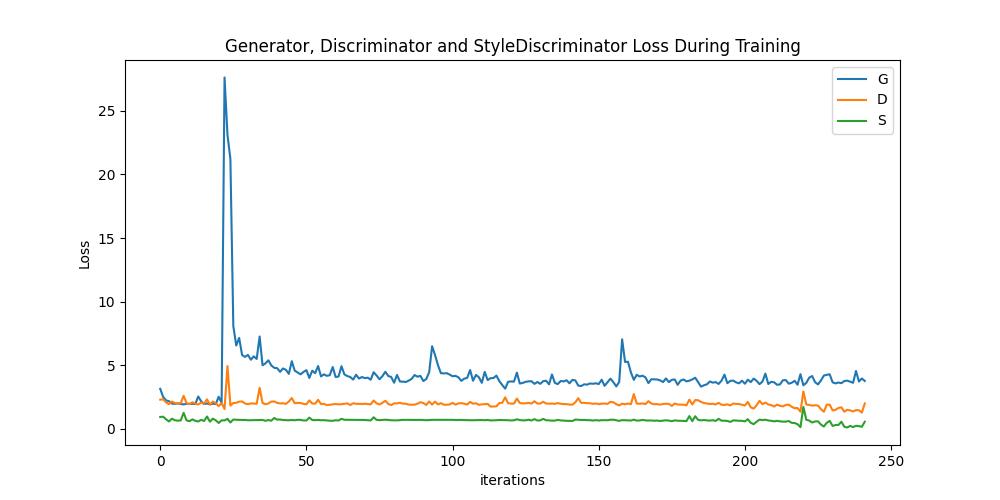 Generator, Discriminator and StyleDiscriminator Loss During Training
G
D
S
25
20
15
10
5
0
Loss
0 50 100 150 200 250
iterations